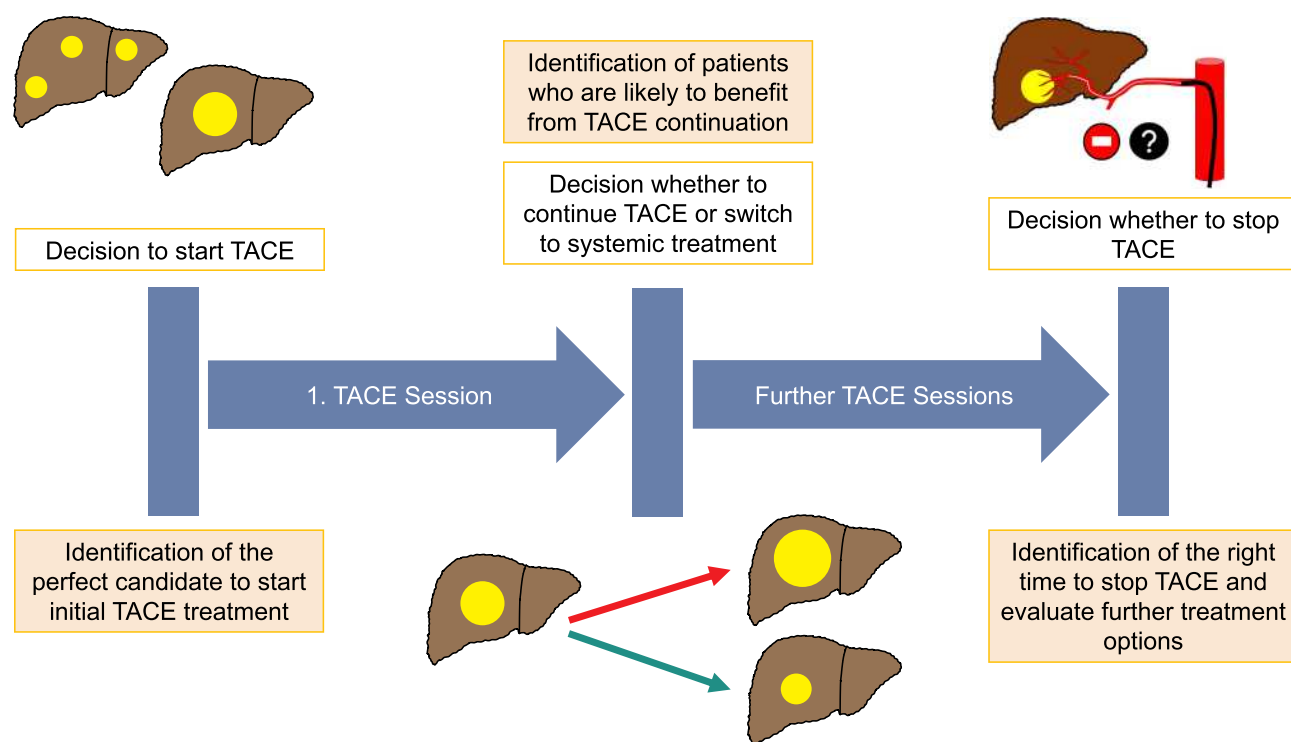 Identification of patients
who are likely to benefit
from TACE continuation
Decision whether to
continue TACE or switch
to systemic treatment
?
Decision to start TACE
Decision whether to stop
TACE
1. TACE Session
Further TACE Sessions
Identification of the
perfect candidate to start
initial TACE treatment
Identification of the right
time to stop TACE and
evaluate further treatment
options